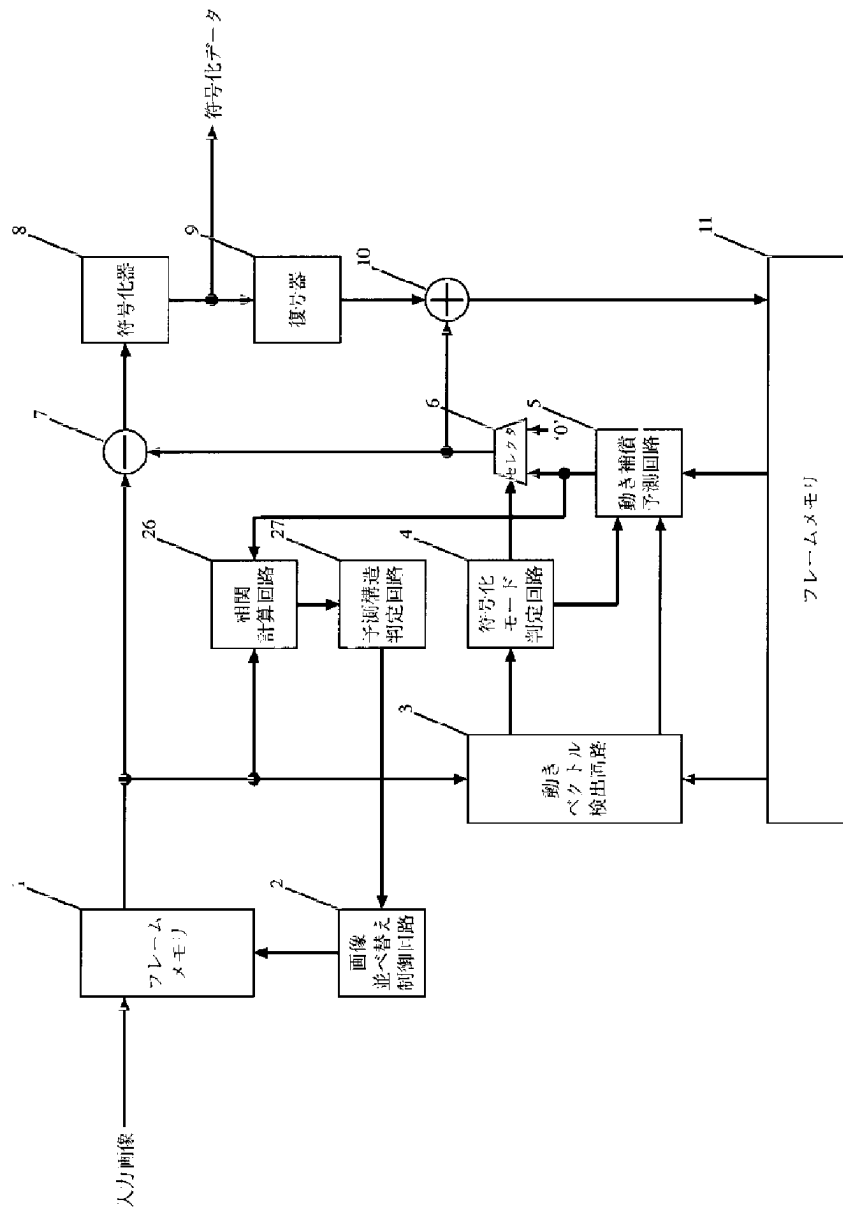 入力画像
1
フレーム
メモリ
2
画像
並べ替え
制御回路
3
動き
ベクトル
検出回路
26
相関
計算回路
27
予測構造
判定回路
4
符号化
モード
判定回路
5
動き補償
予測回路
6
セレクタ
'0'
7
8
符号化器
9
復号器
10
符号化データ
11
フレームメモリ